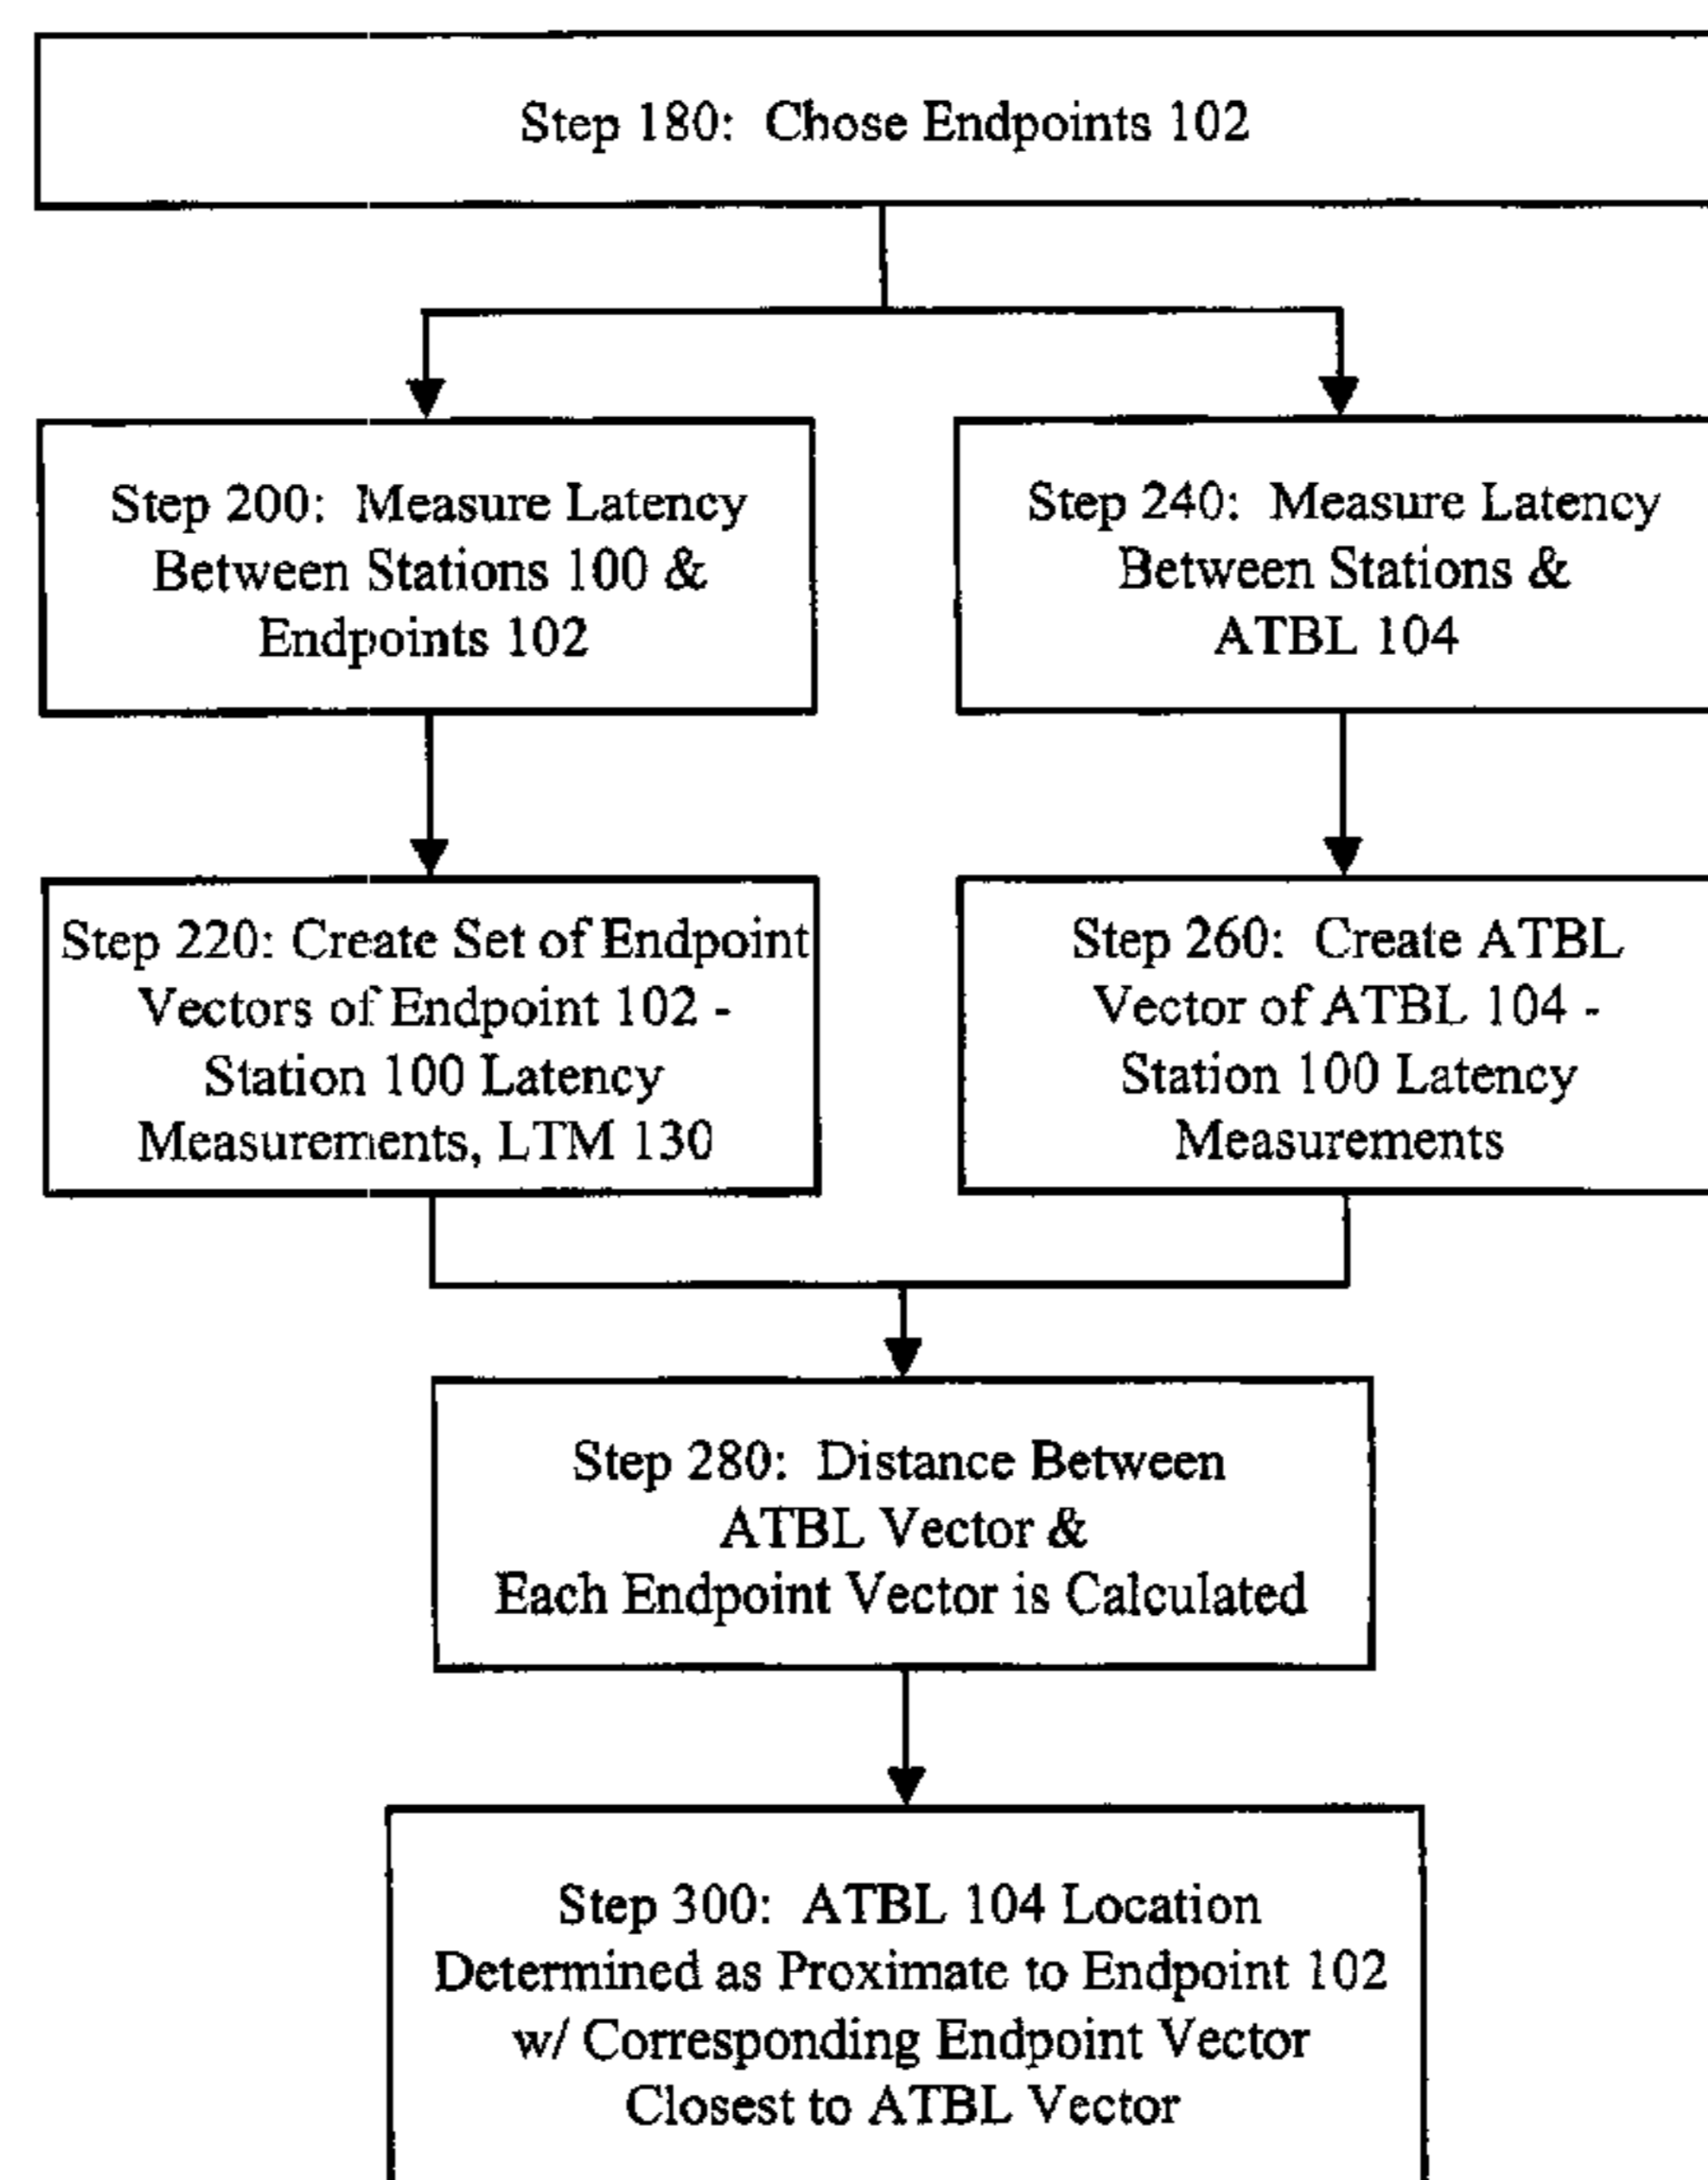 Step 180: Chose Endpoints 102
Step 200: Measure Latency
Between Stations 100 &
Endpoints 102
Step 240: Measure Latency
Between Stations &
ATBL 104
Step 220: Create Set of Endpoint
Vectors of Endpoint 102 -
Station 100 Latency
Measurements, LTM 130
Step 260: Create ATBL
Vector of ATBL 104 -
Station 100 Latency
Measurements
Step 280: Distance Between
ATBL Vector &
Each Endpoint Vector is Calculated
Step 300: ATBL 104 Location
Determined as Proximate to Endpoint 102
w/ Corresponding Endpoint Vector
Closest to ATBL Vector